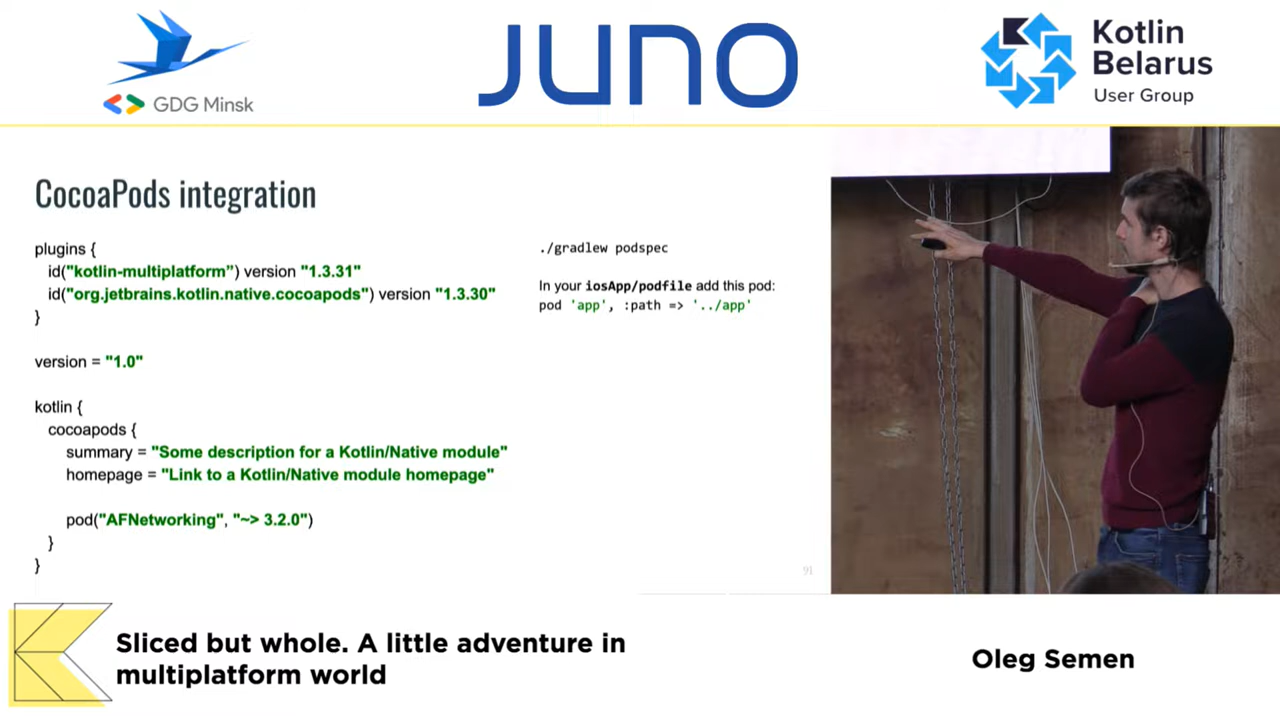 GDG Minsk
JUNO
Kotlin
Belarus
User Group
CocoaPods integration
plugins {
id("kotlin-multiplatform”) version "1.3.31"
id("org.jetbrains.kotlin.native.cocoapods") version "1.3.30"
}
version = "1.0"
kotlin {
cocoapods {
summary = "Some description for a Kotlin/Native module"
homepage = "Link to a Kotlin/Native module homepage"
pod("AFNetworking", "~> 3.2.0")
}
}
./gradlew podspec
In your iosApp/podfile add this pod:
pod 'app', :path => '../app'
91
Sliced but whole. A little adventure in
multiplatform world
Oleg Semen